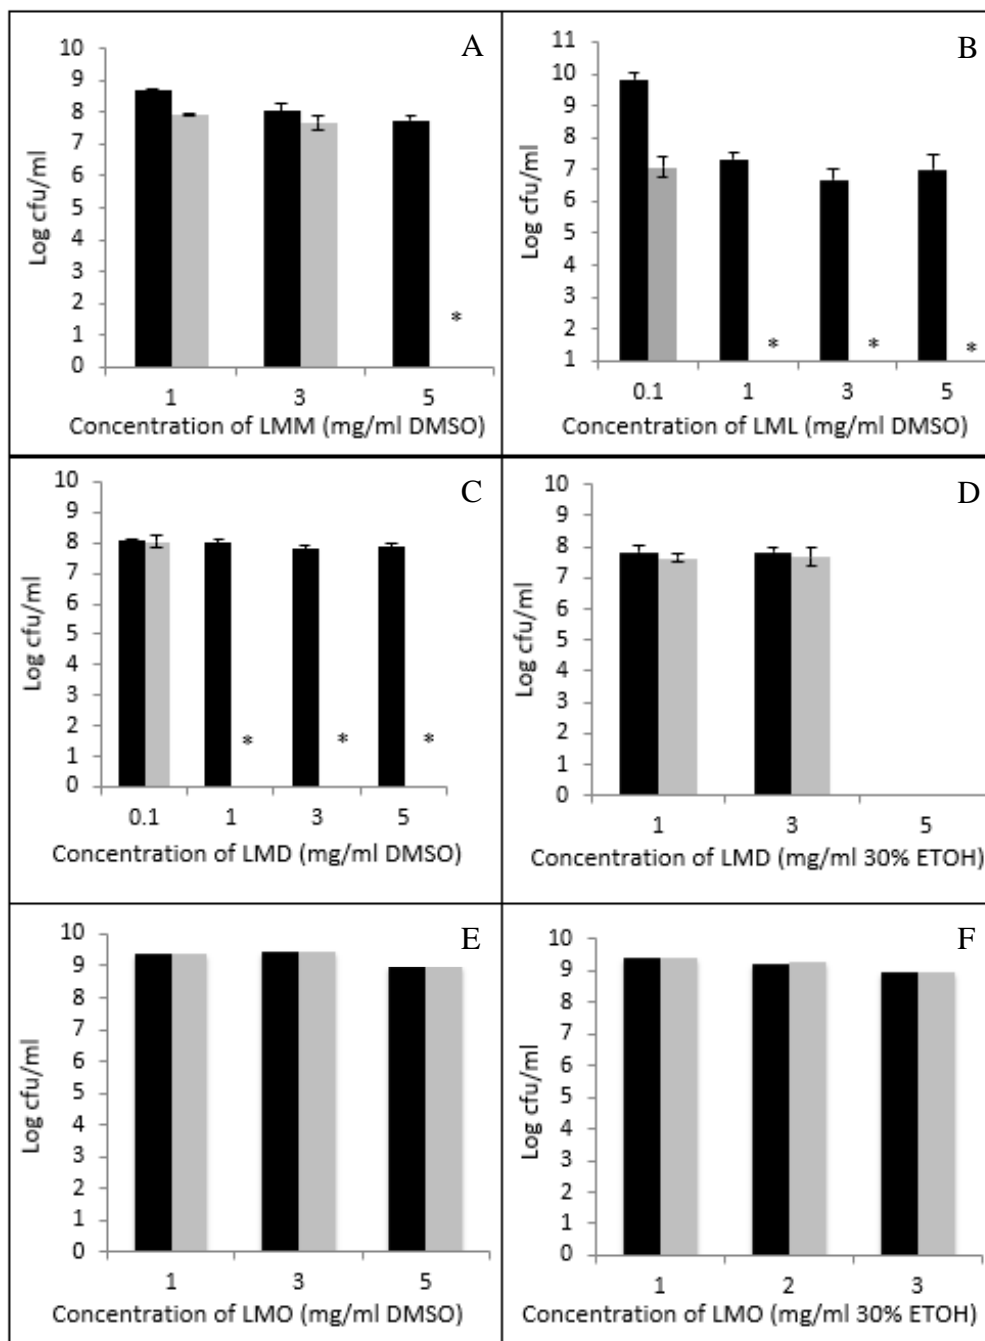 A
10
9
8
7
6
5
4
3
2
1
0
Log cfu/ml
*
1 3 5
Concentration of LMM (mg/ml DMSO)
B
11
10
9
8
7
6
5
4
3
2
1
Log cfu/ml
* * *
0.1 1 3 5
Concentration of LML (mg/ml DMSO)
C
10
9
8
7
6
5
4
3
2
1
0
Log cfu/ml
* * *
0.1 1 3 5
Concentration of LMD (mg/ml DMSO)
D
10
9
8
7
6
5
4
3
2
1
0
Log cfu/ml
1 3 5
Concentration of LMD (mg/ml 30% ETOH)
E
10
9
8
7
6
5
4
3
2
1
0
Log cfu/ml
1 3 5
Concentration of LMO (mg/ml DMSO)
F
10
9
8
7
6
5
4
3
2
1
0
Log cfu/ml
1 2 3
Concentration of LMO (mg/ml 30% ETOH)